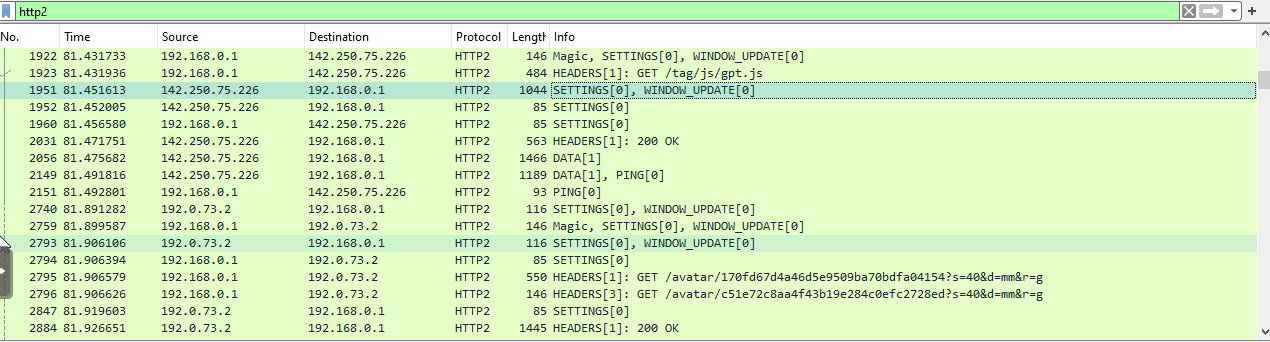 http2
No. Time Source Destination Protocol Length Info
1922 81.431733 192.168.0.1 142.250.75.226 HTTP2 146 Magic, SETTINGS[0], WINDOW_UPDATE[0]
1923 81.431936 192.168.0.1 142.250.75.226 HTTP2 484 HEADERS[1]: GET /tag/js/gpt.js
1951 81.451613 142.250.75.226 192.168.0.1 HTTP2 1044 SETTINGS[0], WINDOW_UPDATE[0]
1952 81.452005 142.250.75.226 192.168.0.1 HTTP2 85 SETTINGS[0]
1960 81.456580 192.168.0.1 142.250.75.226 HTTP2 85 SETTINGS[0]
2031 81.471751 142.250.75.226 192.168.0.1 HTTP2 563 HEADERS[1]: 200 OK
2056 81.475682 142.250.75.226 192.168.0.1 HTTP2 1466 DATA[1]
2149 81.491816 142.250.75.226 192.168.0.1 HTTP2 1189 DATA[1], PING[0]
2151 81.492801 192.168.0.1 142.250.75.226 HTTP2 93 PING[0]
2740 81.891282 192.0.73.2 192.168.0.1 HTTP2 116 SETTINGS[0], WINDOW_UPDATE[0]
2759 81.899587 192.168.0.1 192.0.73.2 HTTP2 146 Magic, SETTINGS[0], WINDOW_UPDATE[0]
2793 81.906106 192.0.73.2 192.168.0.1 HTTP2 116 SETTINGS[0], WINDOW_UPDATE[0]
2794 81.906394 192.168.0.1 192.0.73.2 HTTP2 85 SETTINGS[0]
2795 81.906579 192.168.0.1 192.0.73.2 HTTP2 550 HEADERS[1]: GET /avatar/170fd67d4a46d5e9509ba70bdfa04154?s=40&d=mm&r=g
2796 81.906626 192.168.0.1 192.0.73.2 HTTP2 146 HEADERS[3]: GET /avatar/c51e72c8aa4f43b19e284c0efc2728ed?s=40&d=mm&r=g
2847 81.919603 192.0.73.2 192.168.0.1 HTTP2 85 SETTINGS[0]
2884 81.926651 192.0.73.2 192.168.0.1 HTTP2 1445 HEADERS[1]: 200 OK